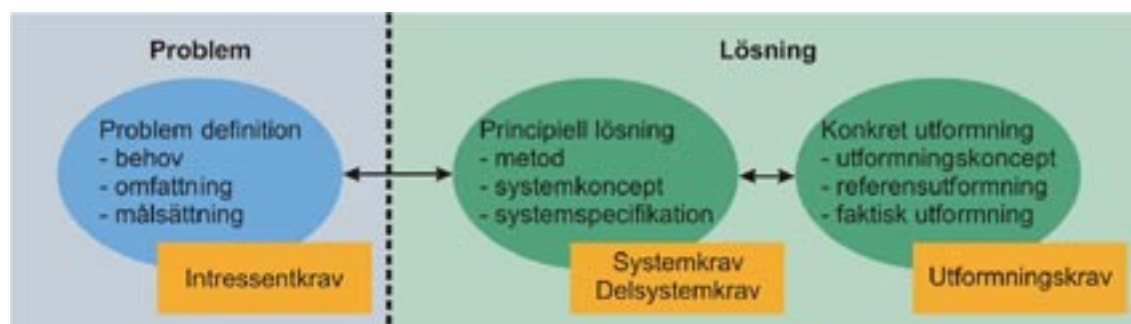 Problem
Problem definition
- behov
- omfattning
- målsättning
Intressentkrav
Lösning
Principiell lösning
- metod
- systemkoncept
- systemspecifikation
Systemkrav
Delsystemkrav
Konkret utformning
- utformningskoncept
- referensutformning
- faktisk utformning
Utformningskrav